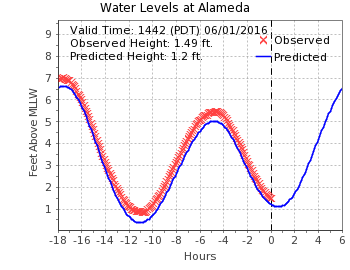 Water Levels at Alameda
Valid Time: 1442 (PDT) 06/01/2016
Observed Height: 1.49 ft.
Predicted Height: 1.2 ft.
Observed
Predicted
Feet Above MLLW
9
8
7
6
5
4
3
2
1
-18 -16 -14 -12 -10 -8 -6 -4 -2 0 2 4 6
Hours